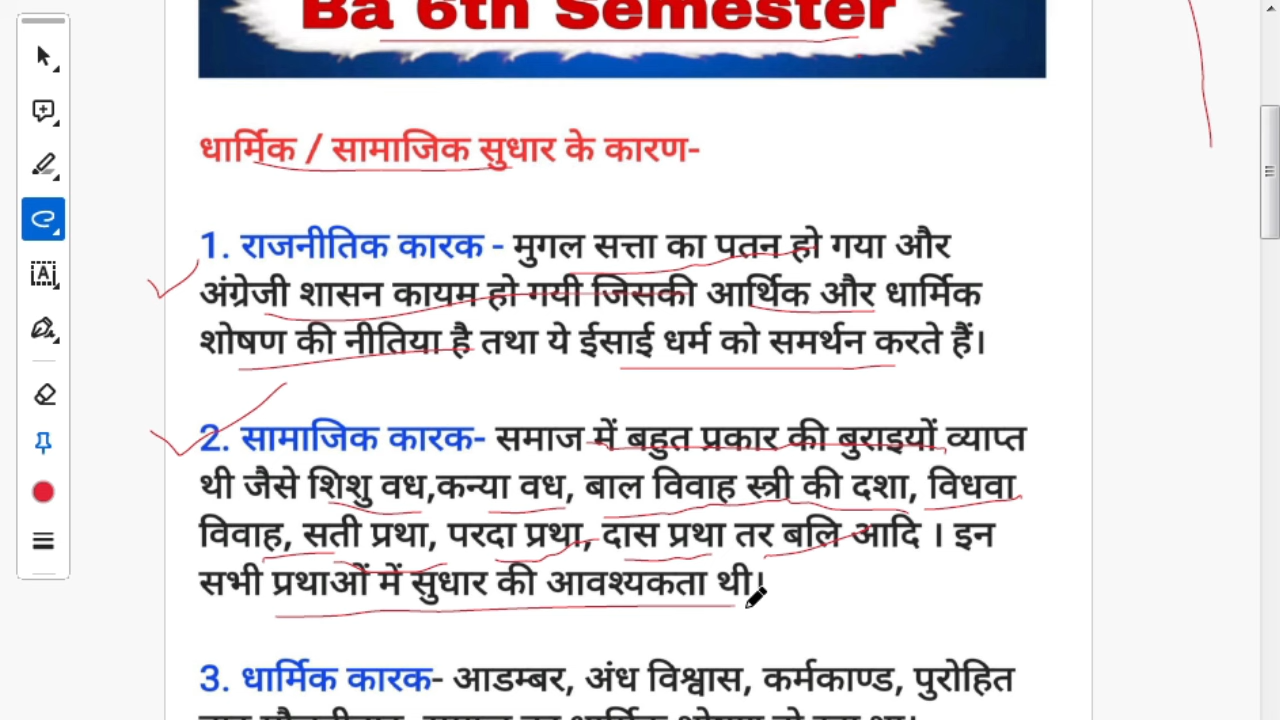 Ba 6th Semester
धार्मिक / सामाजिक सुधार के कारण-
1. राजनीतिक कारक - मुगल सत्ता का पतन हो गया और
अंग्रेजी शासन कायम हो गयी जिसकी आर्थिक और धार्मिक
शोषण की नीतिया है तथा ये ईसाई धर्म को समर्थन करते हैं।
2. सामाजिक कारक- समाज में बहुत प्रकार की बुराइयों व्याप्त
थी जैसे शिशु वध,कन्या वध, बाल विवाह स्त्री की दशा, विधवा
विवाह, सती प्रथा, परदा प्रथा, दास प्रथा तर बलि आदि । इन
सभी प्रथाओं में सुधार की आवश्यकता थी।
3. धार्मिक कारक- आडम्बर, अंध विश्वास, कर्मकाण्ड, पुरोहित